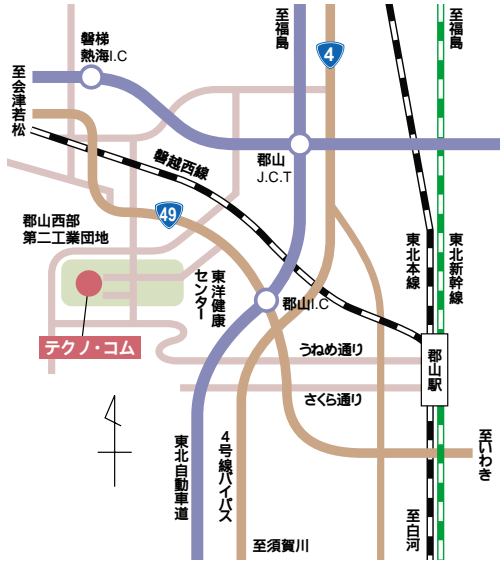 至福島
至福島
4
磐梯
熱海I.C
至会津若松
郡山
J.C.T
磐越西線
49
郡山西部
第二工業団地
東洋健康
センター
東北本線
東北新幹線
郡山I.C
テクノ・コム
うねめ通り
郡山駅
さくら通り
東北自動車道
4号線バイパス
至いわき
至須賀川
至白河